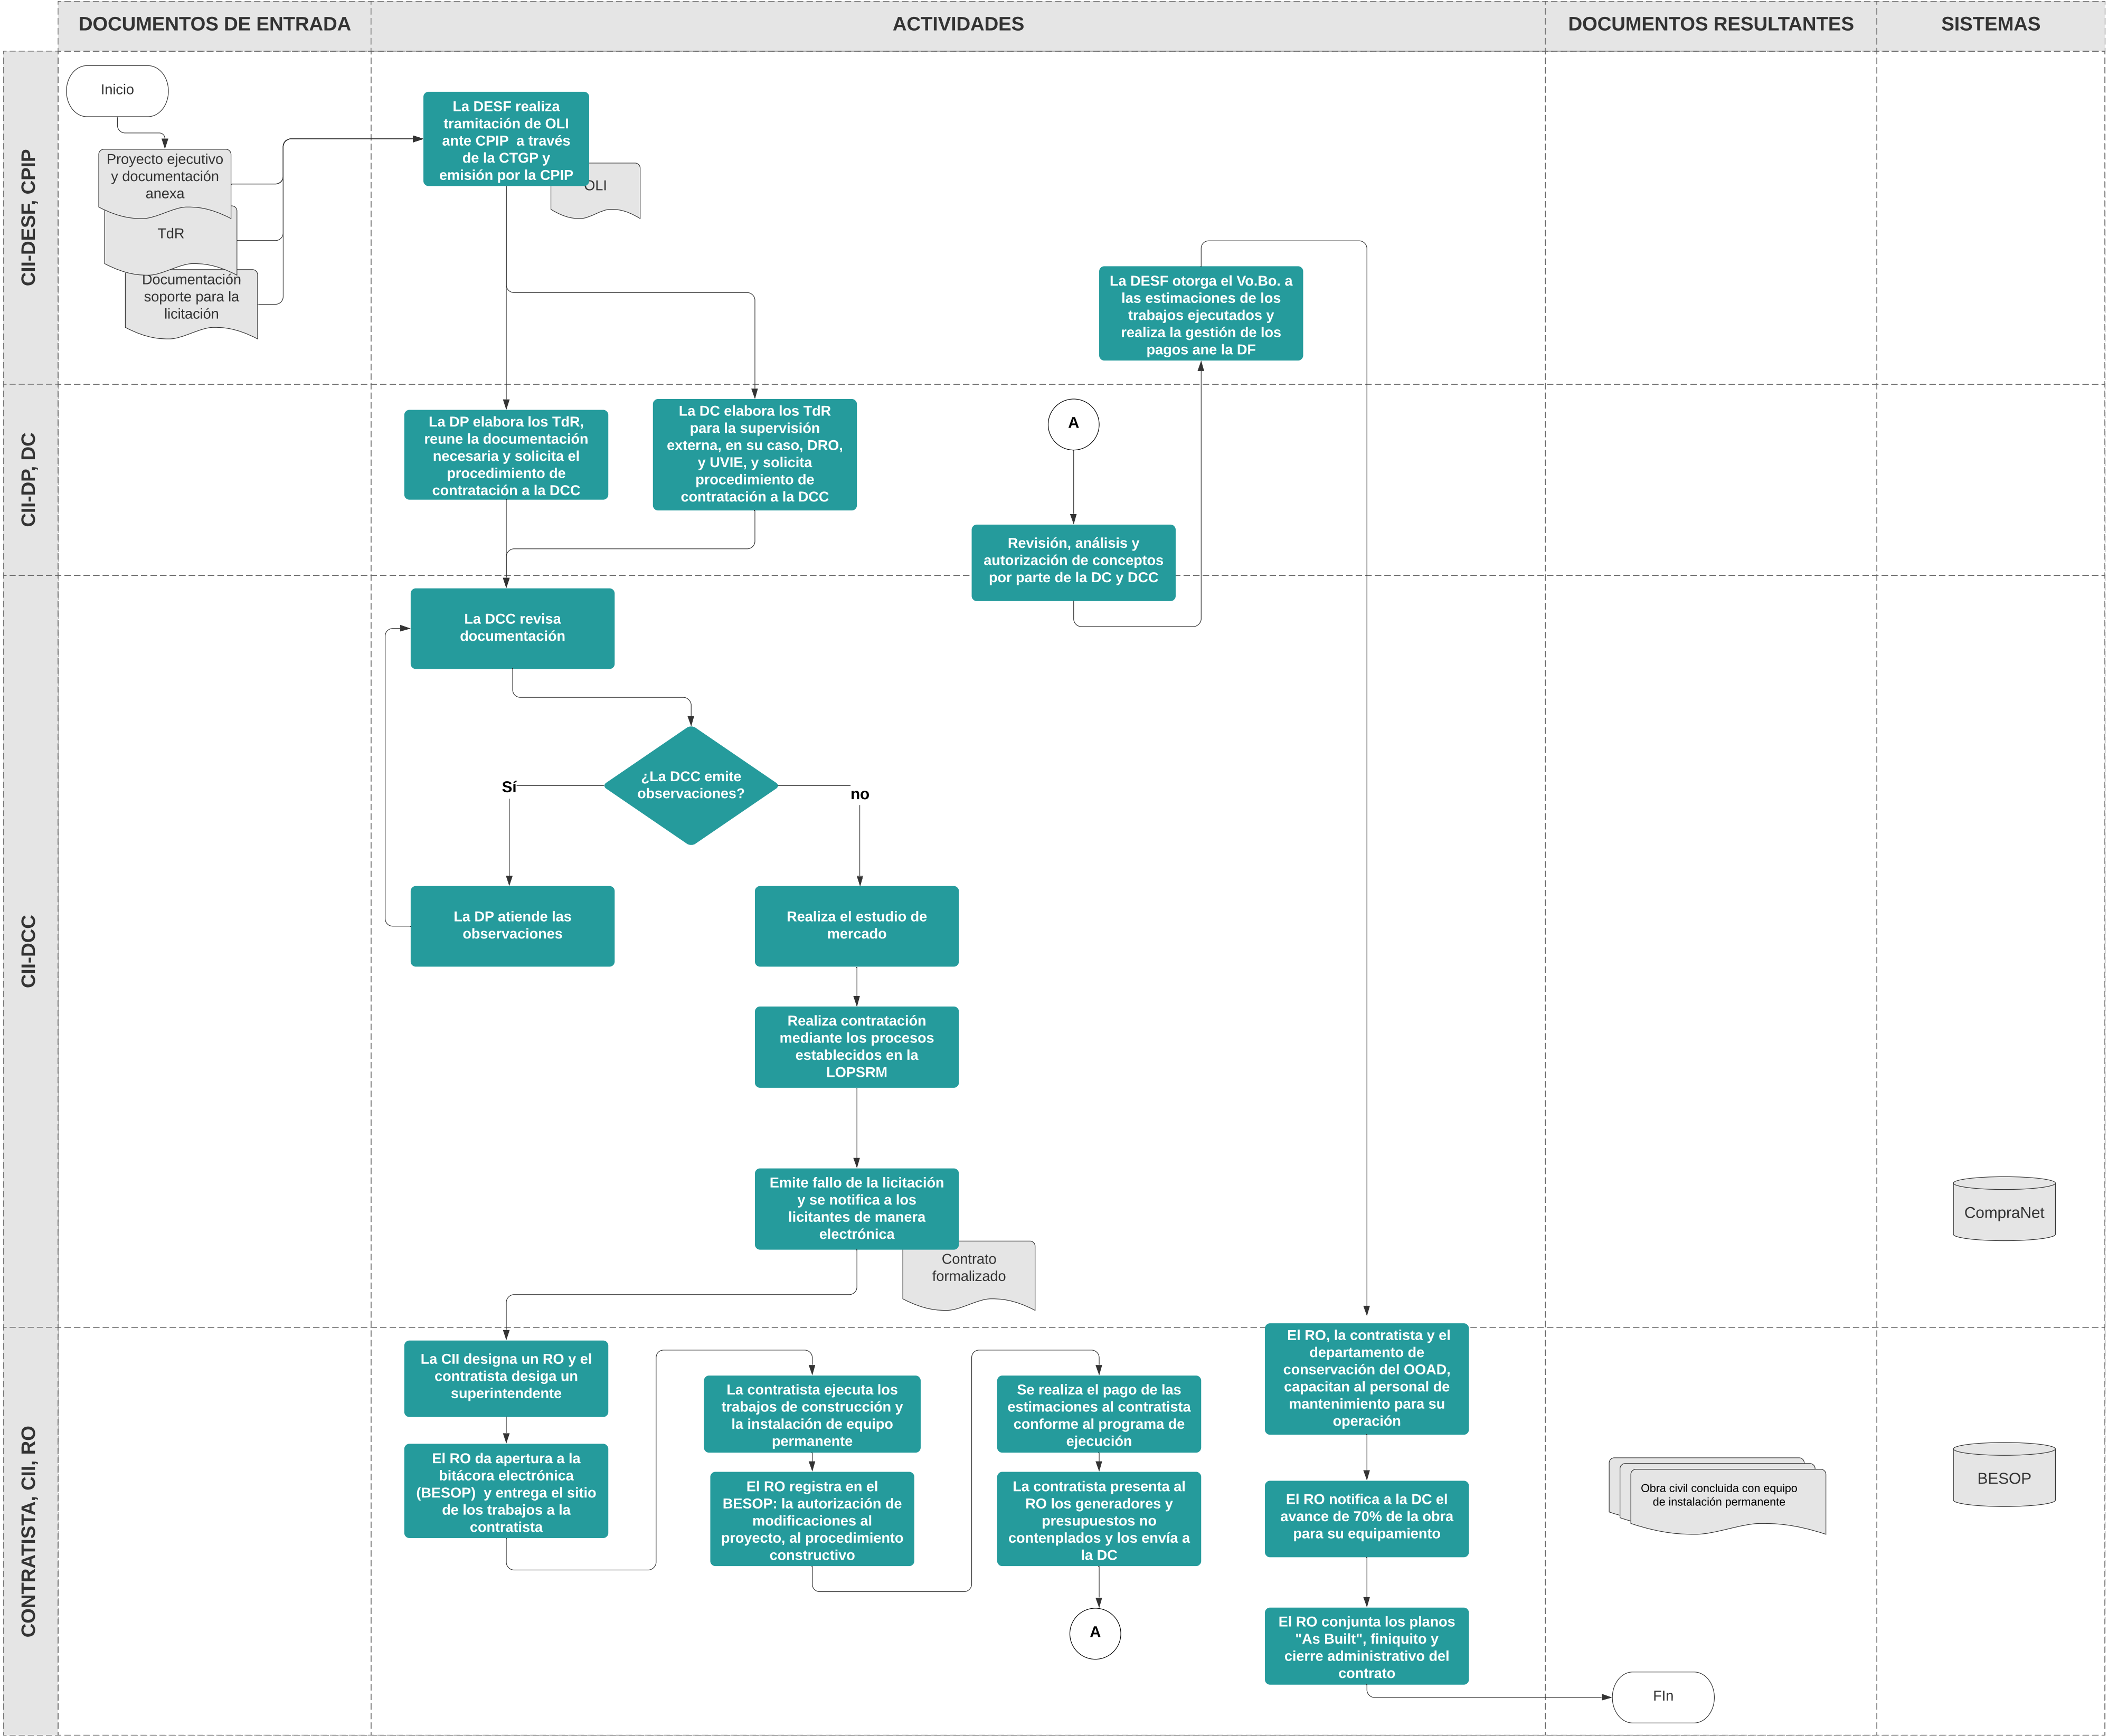 DOCUMENTOS DE ENTRADA
ACTIVIDADES
DOCUMENTOS RESULTANTES
SISTEMAS
CII-DESF, CPIP
Inicio
Proyecto ejecutivo
y documentación
anexa
TdR
Documentación
soporte para la
licitación
La DESF realiza
tramitación de OLI
ante CPIP a través
de la CTGP y
emisión por la CPIP
OLI
La DESF otorga el Vo.Bo. a
las estimaciones de los
trabajos ejecutados y
realiza la gestión de los
pagos ane la DF
CII-DP, DC
La DP elabora los TdR,
reune la documentación
necesaria y solicita el
procedimiento de
contratación a la DCC
La DC elabora los TdR
para la supervisión
externa, en su caso, DRO,
y UVIE, y solicita
procedimiento de
contratación a la DCC
A
Revisión, análisis y
autorización de conceptos
por parte de la DC y DCC
CII-DCC
La DCC revisa
documentación
¿La DCC emite
observaciones?
Sí
no
La DP atiende las
observaciones
Realiza el estudio de
mercado
Realiza contratación
mediante los procesos
establecidos en la
LOPSRM
Emite fallo de la licitación
y se notifica a los
licitantes de manera
electrónica
Contrato
formalizado
CompraNet
CONTRATISTA, CII, RO
La CII designa un RO y el
contratista desiga un
superintendente
El RO da apertura a la
bitácora electrónica
(BESOP) y entrega el sitio
de los trabajos a la
contratista
La contratista ejecuta los
trabajos de construcción y
la instalación de equipo
permanente
El RO registra en el
BESOP: la autorización de
modificaciones al
proyecto, al procedimiento
constructivo
Se realiza el pago de las
estimaciones al contratista
conforme al programa de
ejecución
La contratista presenta al
RO los generadores y
presupuestos no
contenplados y los envía a
la DC
A
El RO, la contratista y el
departamento de
conservación del OOAD,
capacitan al personal de
mantenimiento para su
operación
El RO notifica a la DC el
avance de 70% de la obra
para su equipamiento
El RO conjunta los planos
"As Built", finiquito y
cierre administrativo del
contrato
Obra civil concluida con equipo
de instalación permanente
BESOP
FIn